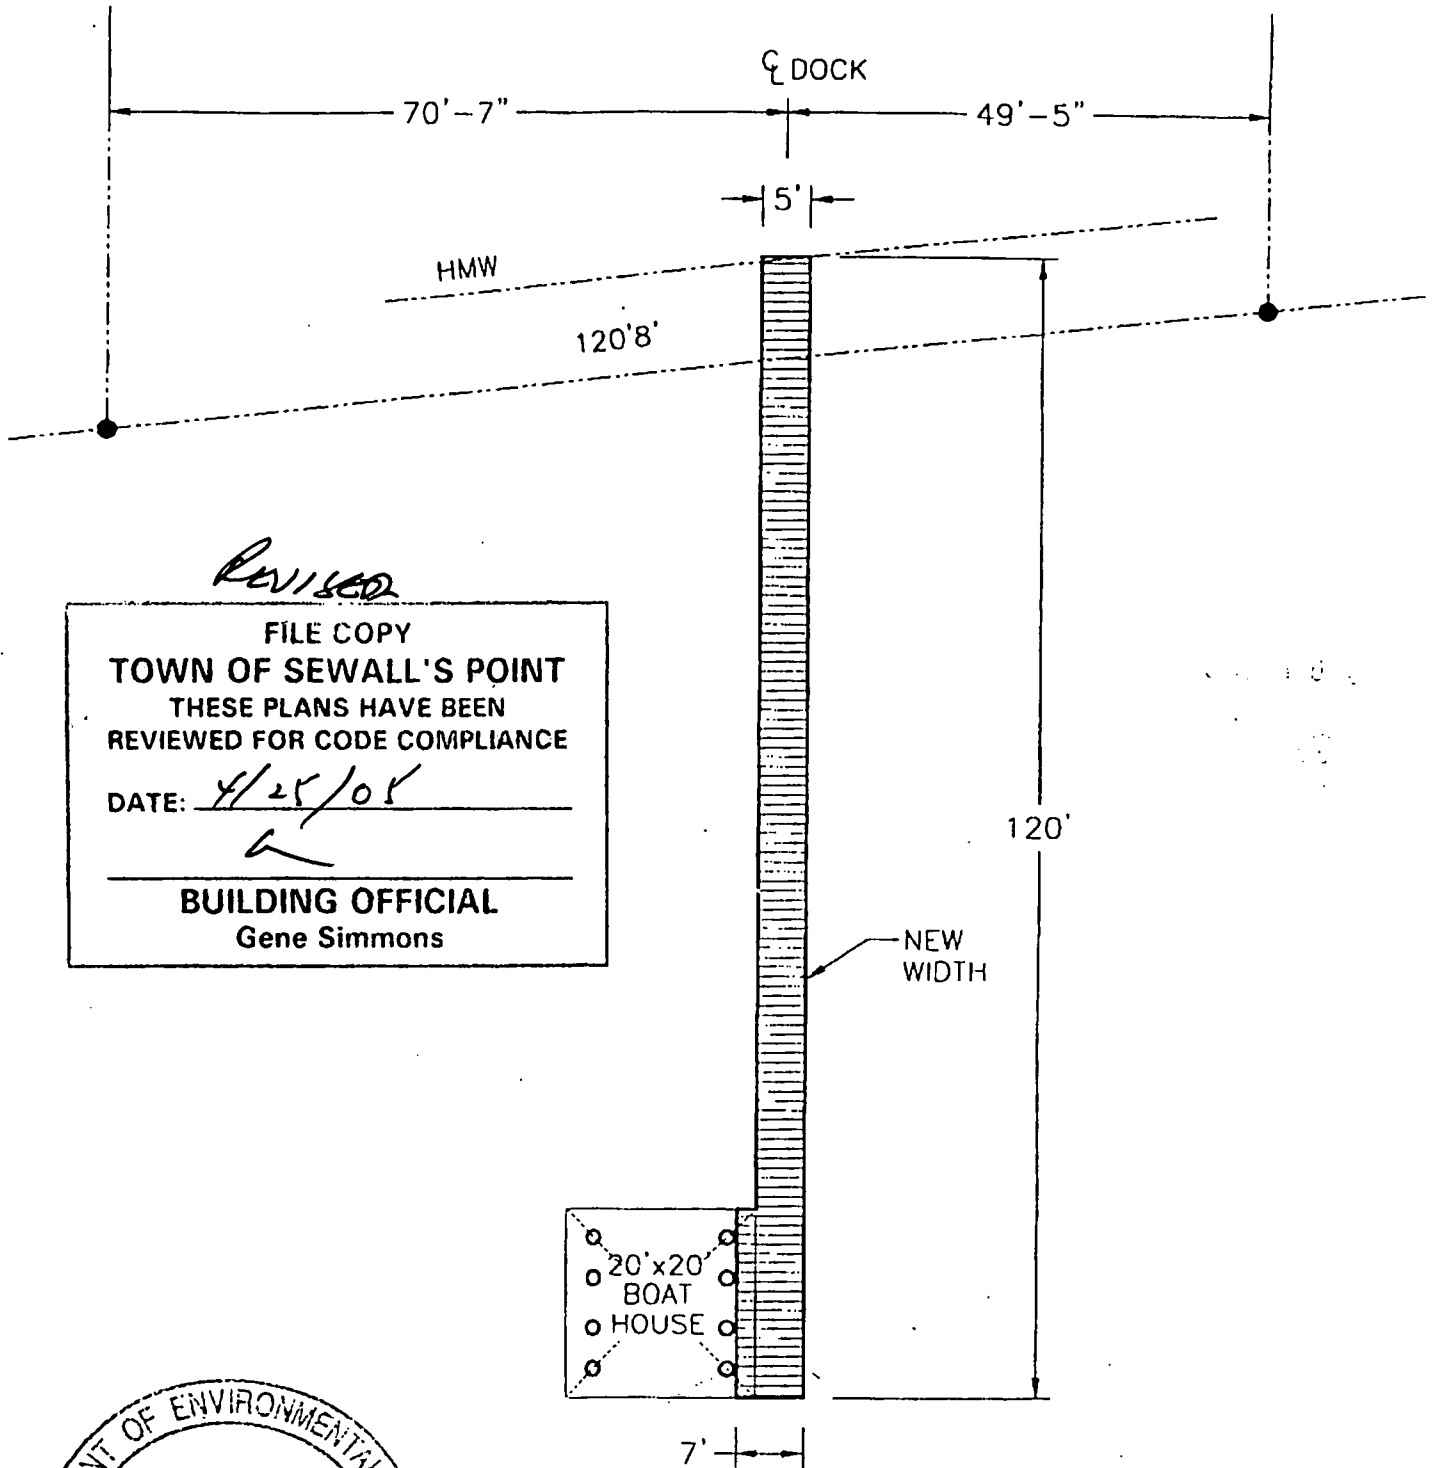 ℄ DOCK
70'-7"
49'-5"
5'
HMW
120'8'
REVISED
FILE COPY
TOWN OF SEWALL'S POINT
THESE PLANS HAVE BEEN
REVIEWED FOR CODE COMPLIANCE
DATE: 4/25/05
BUILDING OFFICIAL
Gene Simmons
120'
NEW
WIDTH
20'x20'
BOAT
HOUSE
7'
OF ENVIRONMENTAL